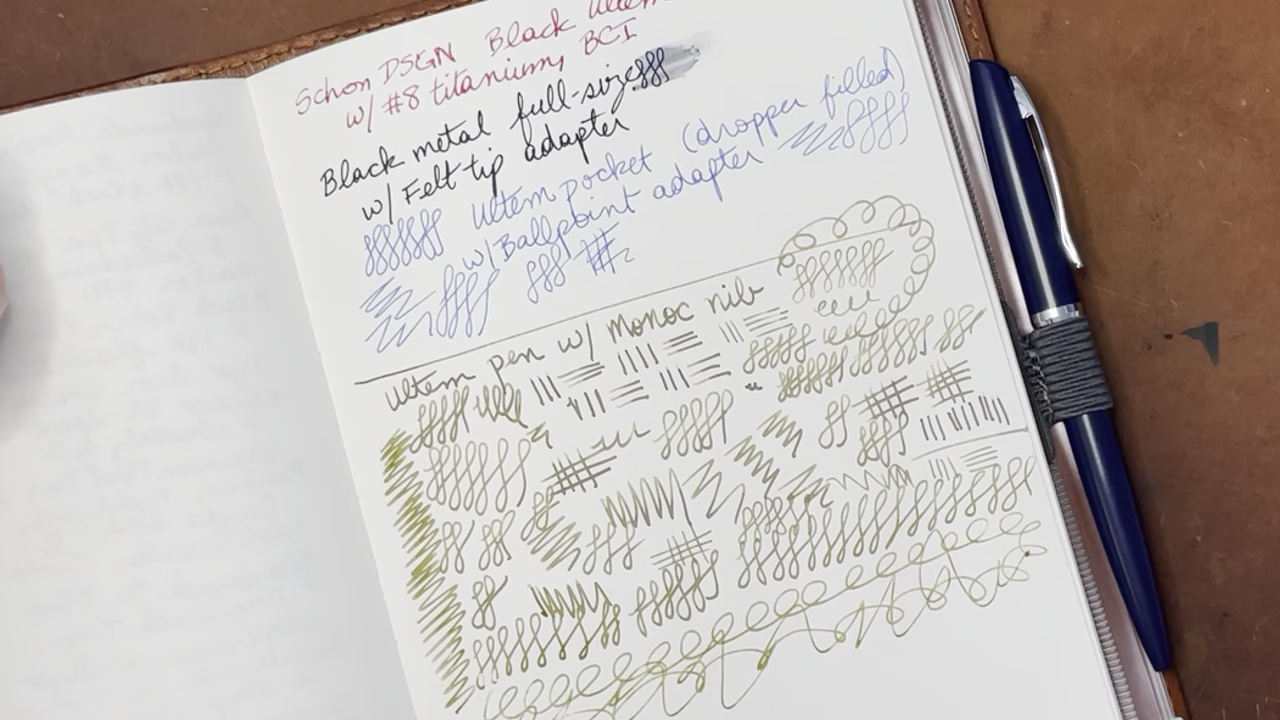 Schon DSGN Black Ultem
w/ #8 titanium, BCI
Black metal full-size
w/ Felt tip adapter
Ultem pocket (dropper filled)
w/ Ballpoint adapter
Ultem pen w/ Monoc nib